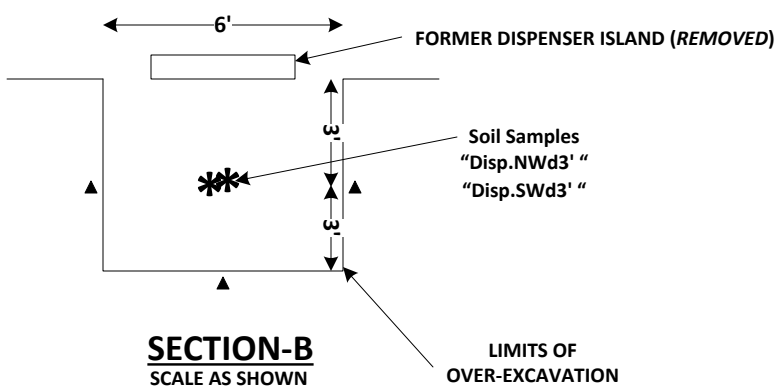 6'
FORMER DISPENSER ISLAND (REMOVED)
3'
Soil Samples
“Disp.NWd3' “
“Disp.SWd3' “
3'
SECTION-B
SCALE AS SHOWN
LIMITS OF
OVER-EXCAVATION